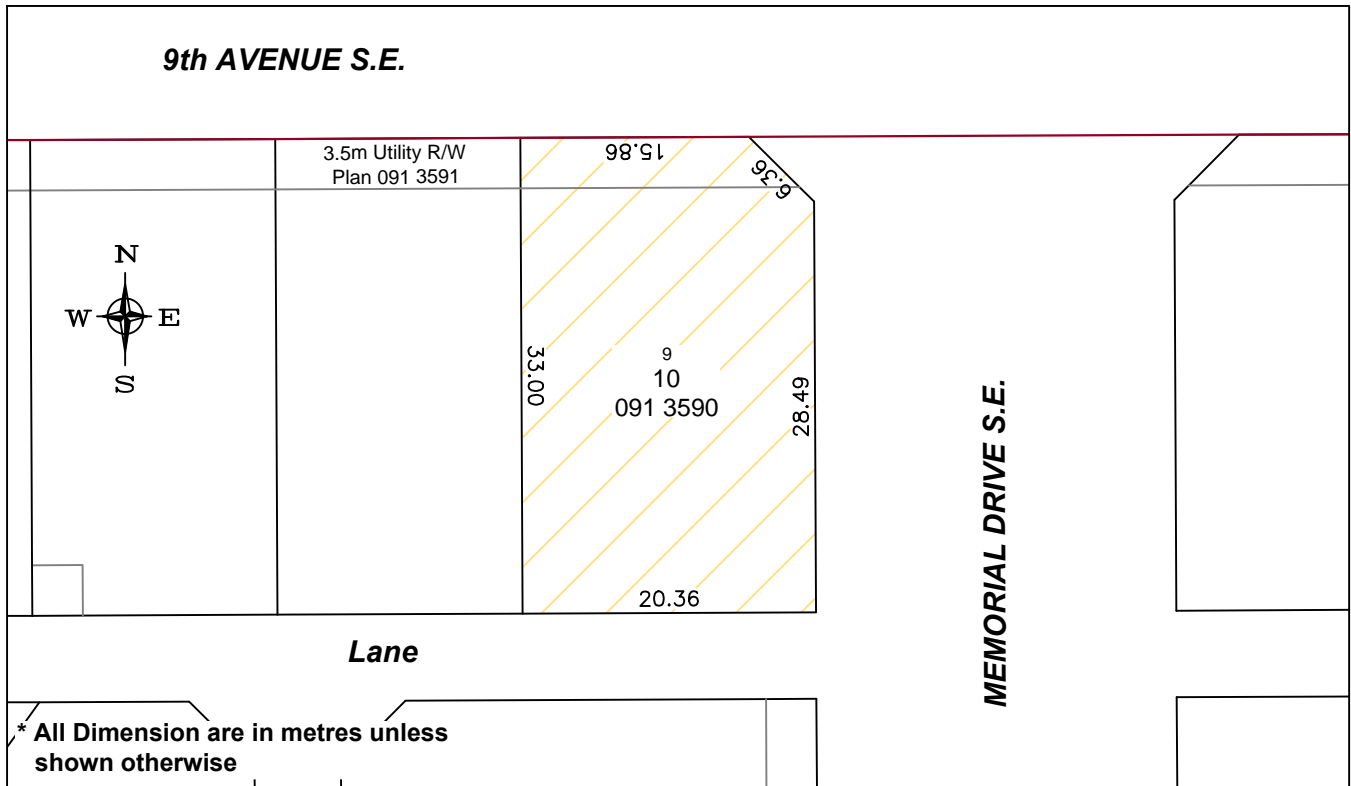 9th AVENUE S.E.
3.5m Utility R/W
Plan 091 3591
15.86
6.36
N
W E
S
33.00
9
10
091 3590
28.49
20.36
MEMORIAL DRIVE S.E.
Lane
* All Dimension are in metres unless
shown otherwise